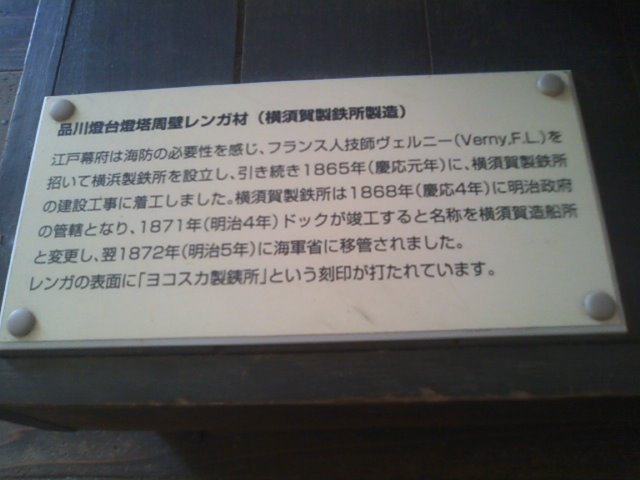 品川燈台燈塔周壁レンガ材（横須賀製鉄所製造）
江戸幕府は海防の必要性を感じ、フランス人技師ヴェルニー(Verny,F.L.)を
招いて横浜製鉄所を設立し、引き続き1865年(慶応元年)に、横須賀製鉄所
の建設工事に着工しました。横須賀製鉄所は1868年(慶応4年)に明治政府
の管轄となり、1871年(明治4年)ドックが竣工すると名称を横須賀造船所
と変更し、翌1872年(明治5年)に海軍省に移管されました。
レンガの表面に「ヨコスカ製銕所」という刻印が打たれています。